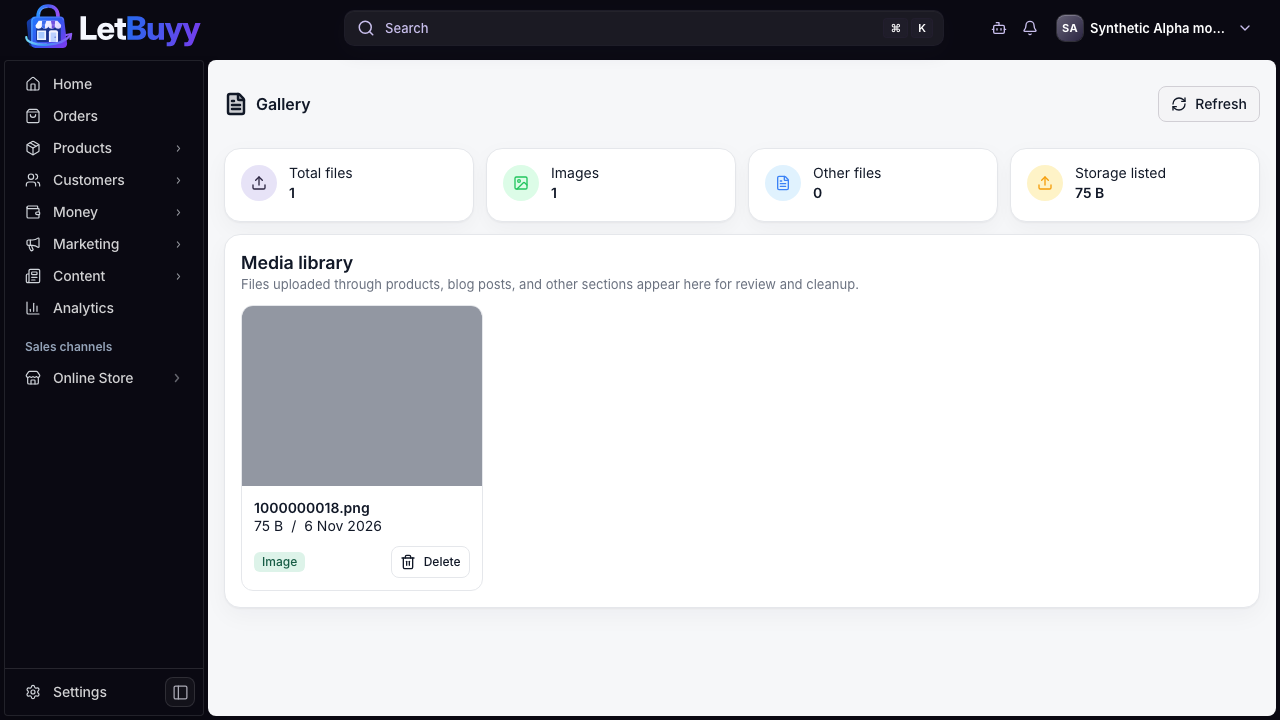 LetBuyy
Search
⌘ K
SA
Synthetic Alpha mo...
Home
Orders
Products
Customers
Money
Marketing
Content
Analytics
Sales channels
Online Store
Settings
Gallery
Refresh
Total files
1
Images
1
Other files
0
Storage listed
75 B
Media library
Files uploaded through products, blog posts, and other sections appear here for review and cleanup.
1000000018.png
75 B / 6 Nov 2026
Image
Delete